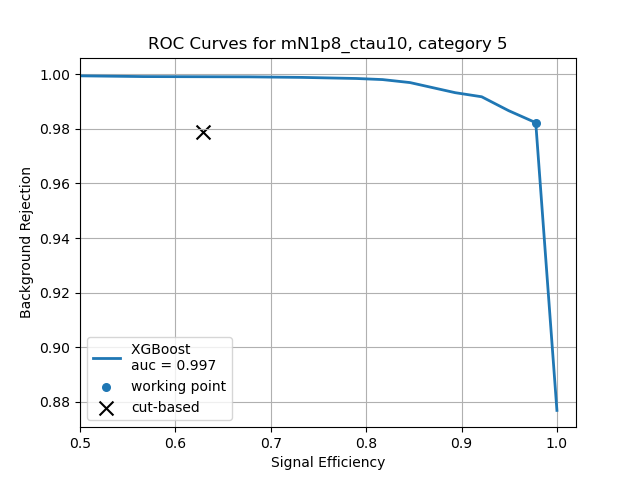 ROC Curves for mN1p8_ctau10, category 5
Background Rejection
1.00
0.98
0.96
0.94
0.92
0.90
0.88
XGBoost
auc = 0.997
working point
cut-based
0.5
0.6
0.7
0.8
0.9
1.0
Signal Efficiency